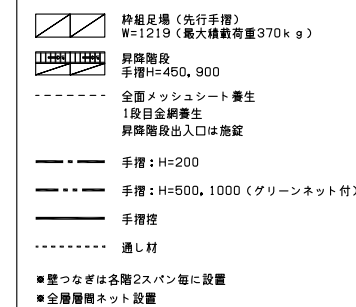 枠組足場（先行手摺）
W=1219（最大積載荷重370kg）
昇降階段
手摺H=450, 900
全面メッシュシート養生
1段目金網養生
昇降階段出入口は施錠
手摺：H=200
手摺：H=500, 1000（グリーンネット付）
手摺控
通し材
※壁つなぎは各階2スパン毎に設置
※全層層間ネット設置